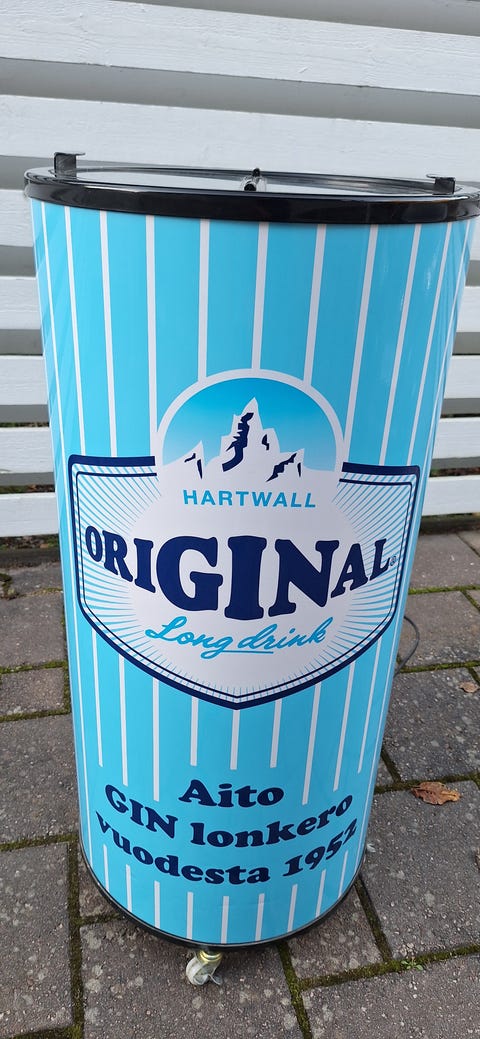 HARTWALL
ORIGINAL®
Long drink
Aito
GIN lonkero
vuodesta 1952